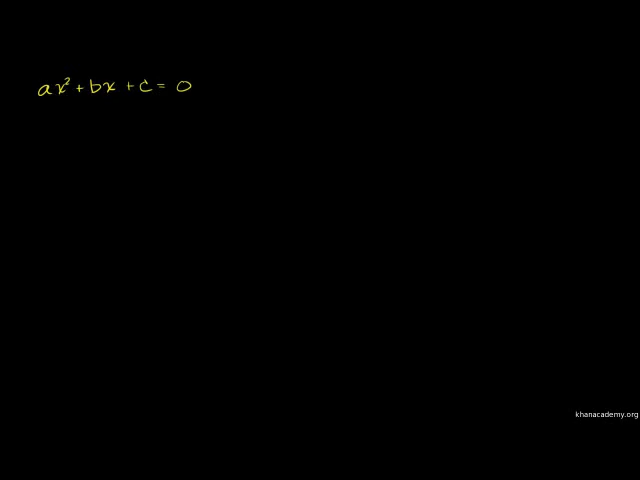 ax² + bx + c = 0
khanacademy.org